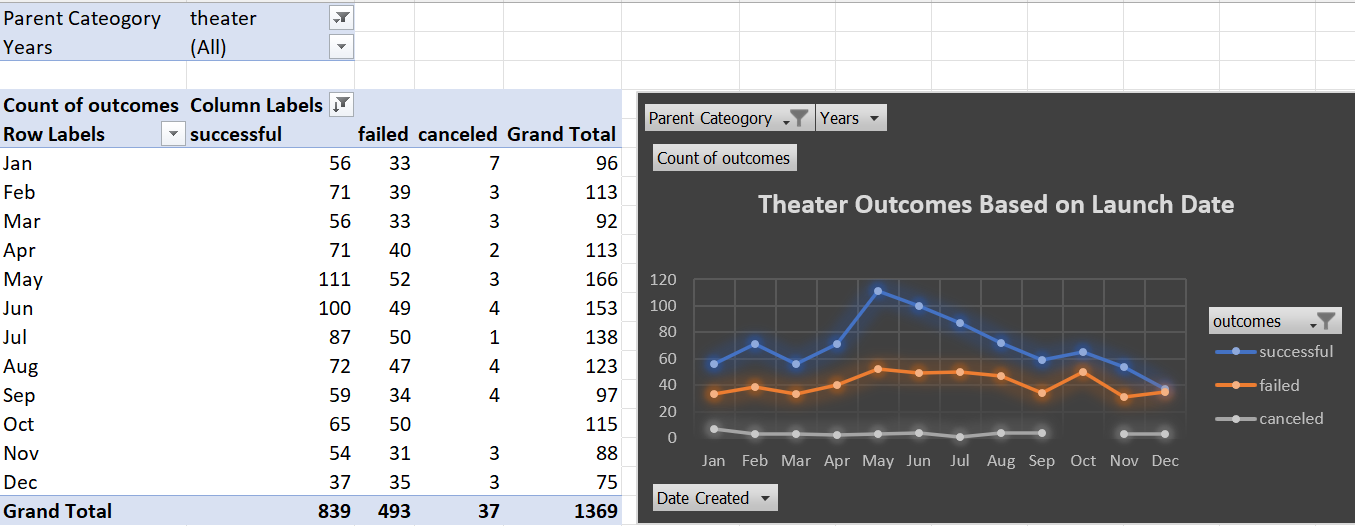 Parent Cateogory theater
Years (All)
Count of outcomes Column Labels
Row Labels successful failed canceled Grand Total
Jan 56 33 7 96
Feb 71 39 3 113
Mar 56 33 3 92
Apr 71 40 2 113
May 111 52 3 166
Jun 100 49 4 153
Jul 87 50 1 138
Aug 72 47 4 123
Sep 59 34 4 97
Oct 65 50 115
Nov 54 31 3 88
Dec 37 35 3 75
Grand Total 839 493 37 1369
Parent Cateogory Years
Count of outcomes
Theater Outcomes Based on Launch Date
120
100
80
60
40
20
0
Jan Feb Mar Apr May Jun Jul Aug Sep Oct Nov Dec
outcomes
successful
failed
canceled
Date Created